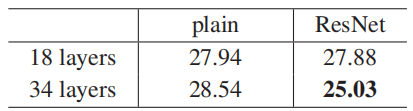 plain ResNet
18 layers 27.94 27.88
34 layers 28.54 25.03